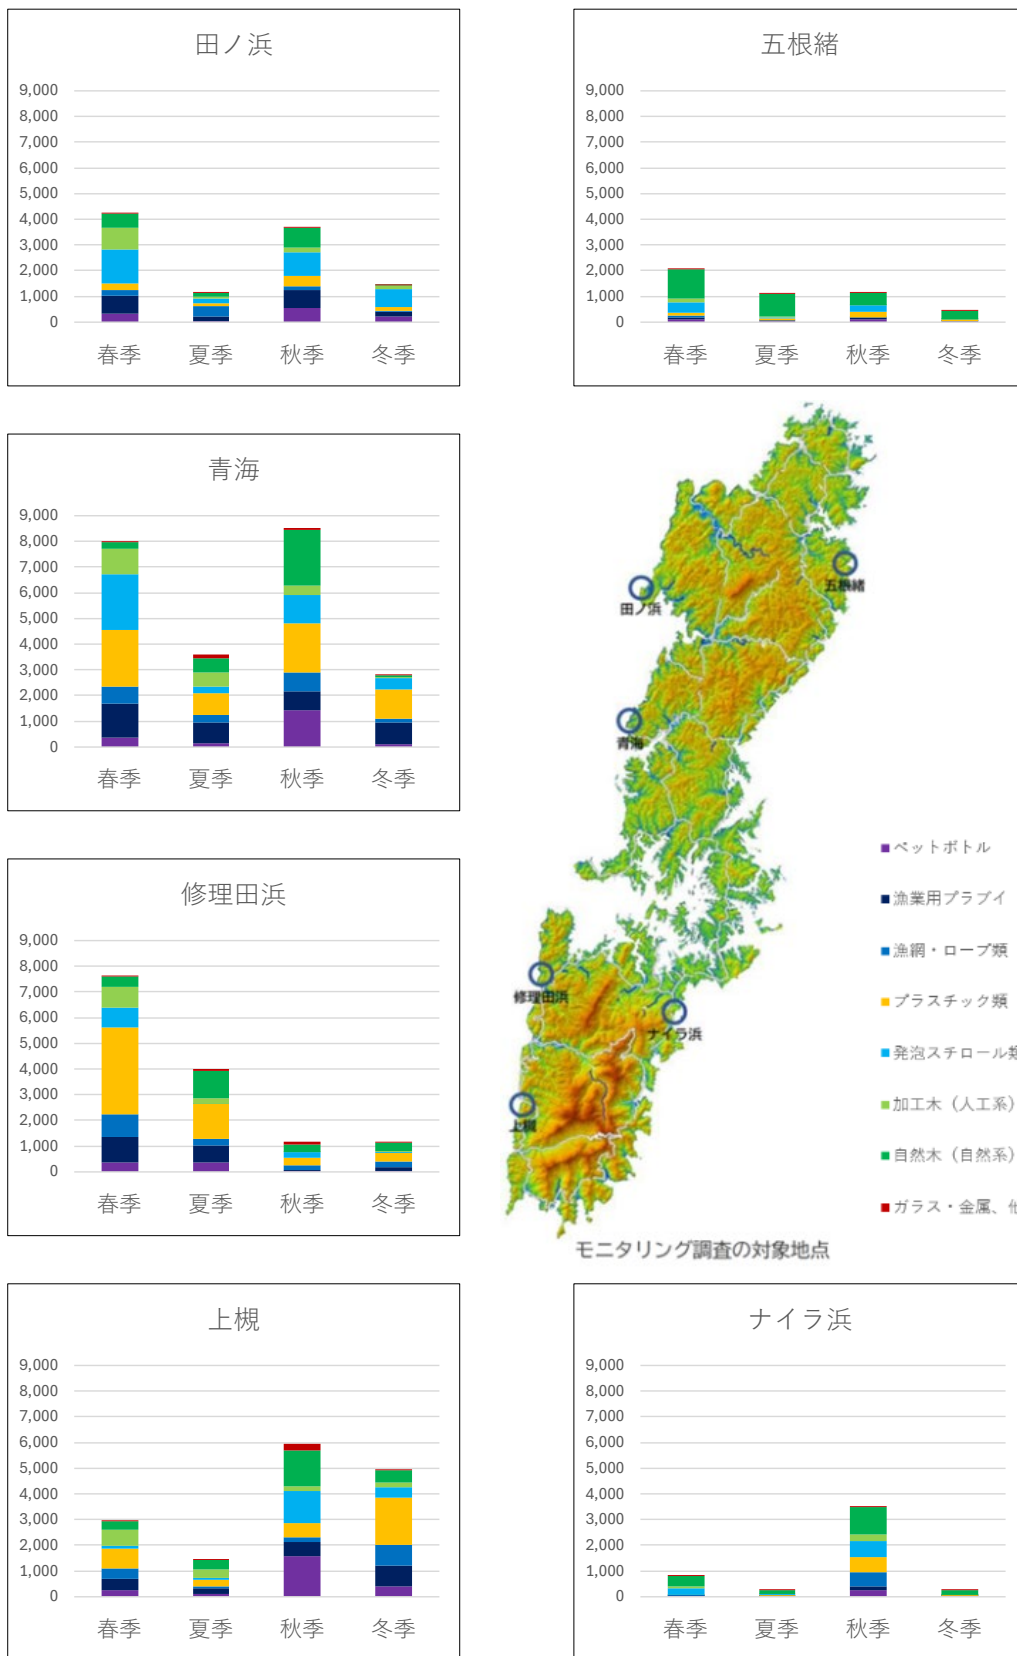 田ノ浜
9,000
8,000
7,000
6,000
5,000
4,000
3,000
2,000
1,000
0
春季 夏季 秋季 冬季
五根緒
9,000
8,000
7,000
6,000
5,000
4,000
3,000
2,000
1,000
0
春季 夏季 秋季 冬季
青海
9,000
8,000
7,000
6,000
5,000
4,000
3,000
2,000
1,000
0
春季 夏季 秋季 冬季
五根緒
田ノ浜
青海
修理田浜
ナイラ浜
上槻
ペットボトル
漁業用プラブイ
漁網・ロープ類
プラスチック類
発泡スチロール類
加工木（人工系）
自然木（自然系）
ガラス・金属、他
モニタリング調査の対象地点
修理田浜
9,000
8,000
7,000
6,000
5,000
4,000
3,000
2,000
1,000
0
春季 夏季 秋季 冬季
上槻
9,000
8,000
7,000
6,000
5,000
4,000
3,000
2,000
1,000
0
春季 夏季 秋季 冬季
ナイラ浜
9,000
8,000
7,000
6,000
5,000
4,000
3,000
2,000
1,000
0
春季 夏季 秋季 冬季